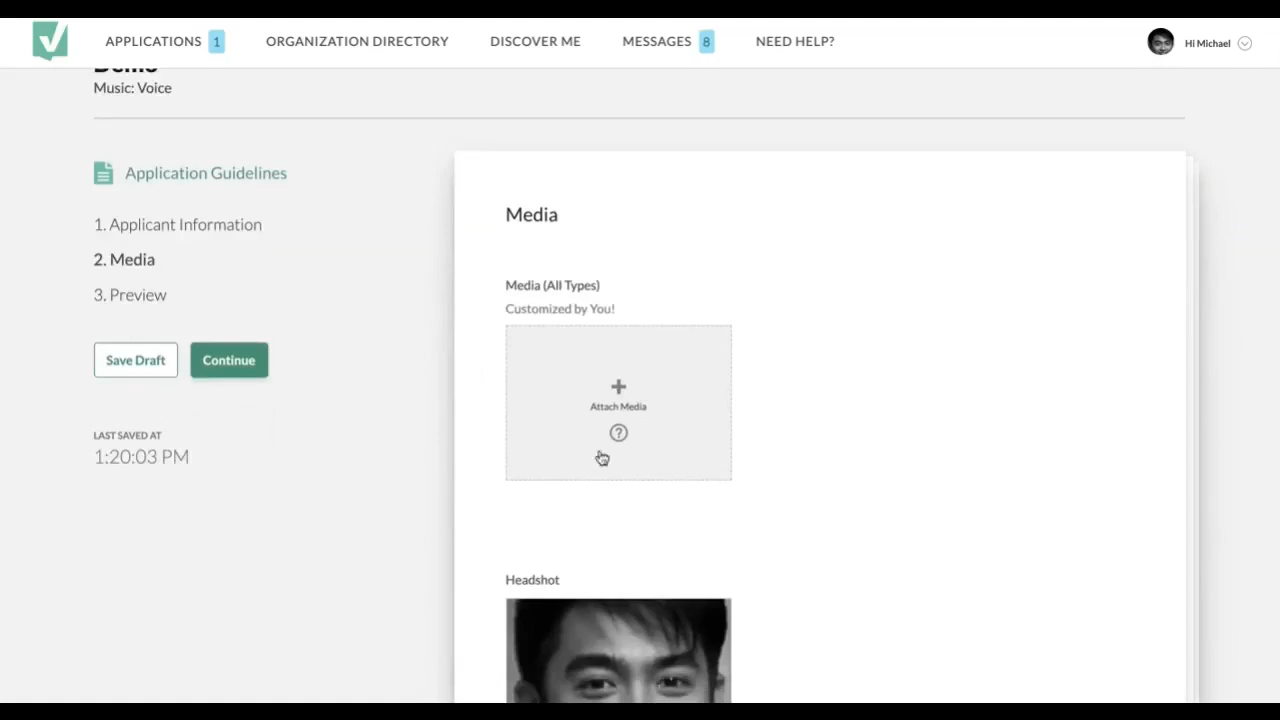 APPLICATIONS 1 ORGANIZATION DIRECTORY DISCOVER ME MESSAGES 8 NEED HELP? Hi Michael
Demo
Music: Voice
Application Guidelines
1. Applicant Information
2. Media
3. Preview
Save Draft Continue
LAST SAVED AT
1:20:03 PM
Media
Media (All Types)
Customized by You!
Attach Media
?
Headshot